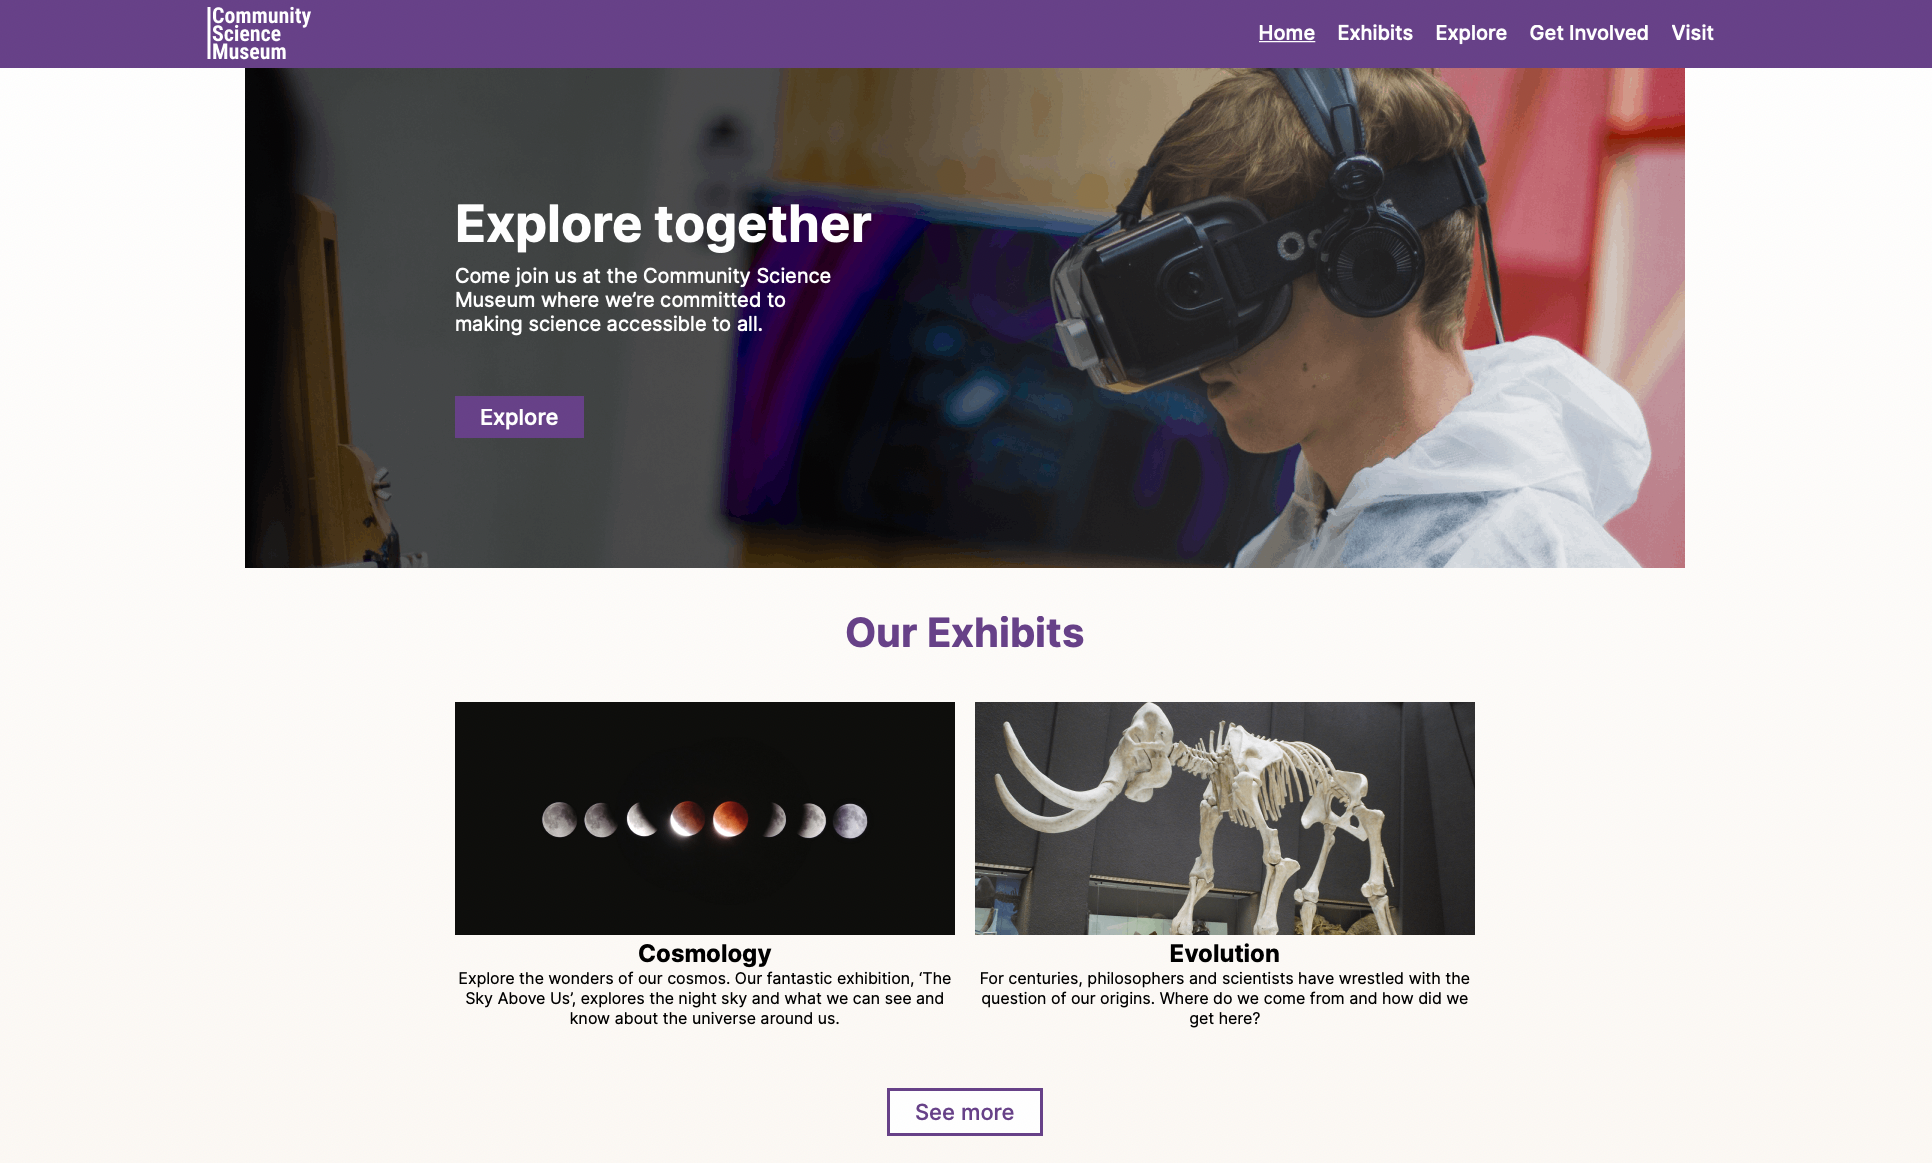 Community
Science
Museum
Home Exhibits Explore Get Involved Visit
Explore together
Come join us at the Community Science
Museum where we’re committed to
making science accessible to all.
Explore
Our Exhibits
Cosmology
Explore the wonders of our cosmos. Our fantastic exhibition, ‘The
Sky Above Us’, explores the night sky and what we can see and
know about the universe around us.
Evolution
For centuries, philosophers and scientists have wrestled with the
question of our origins. Where do we come from and how did we
get here?
See more